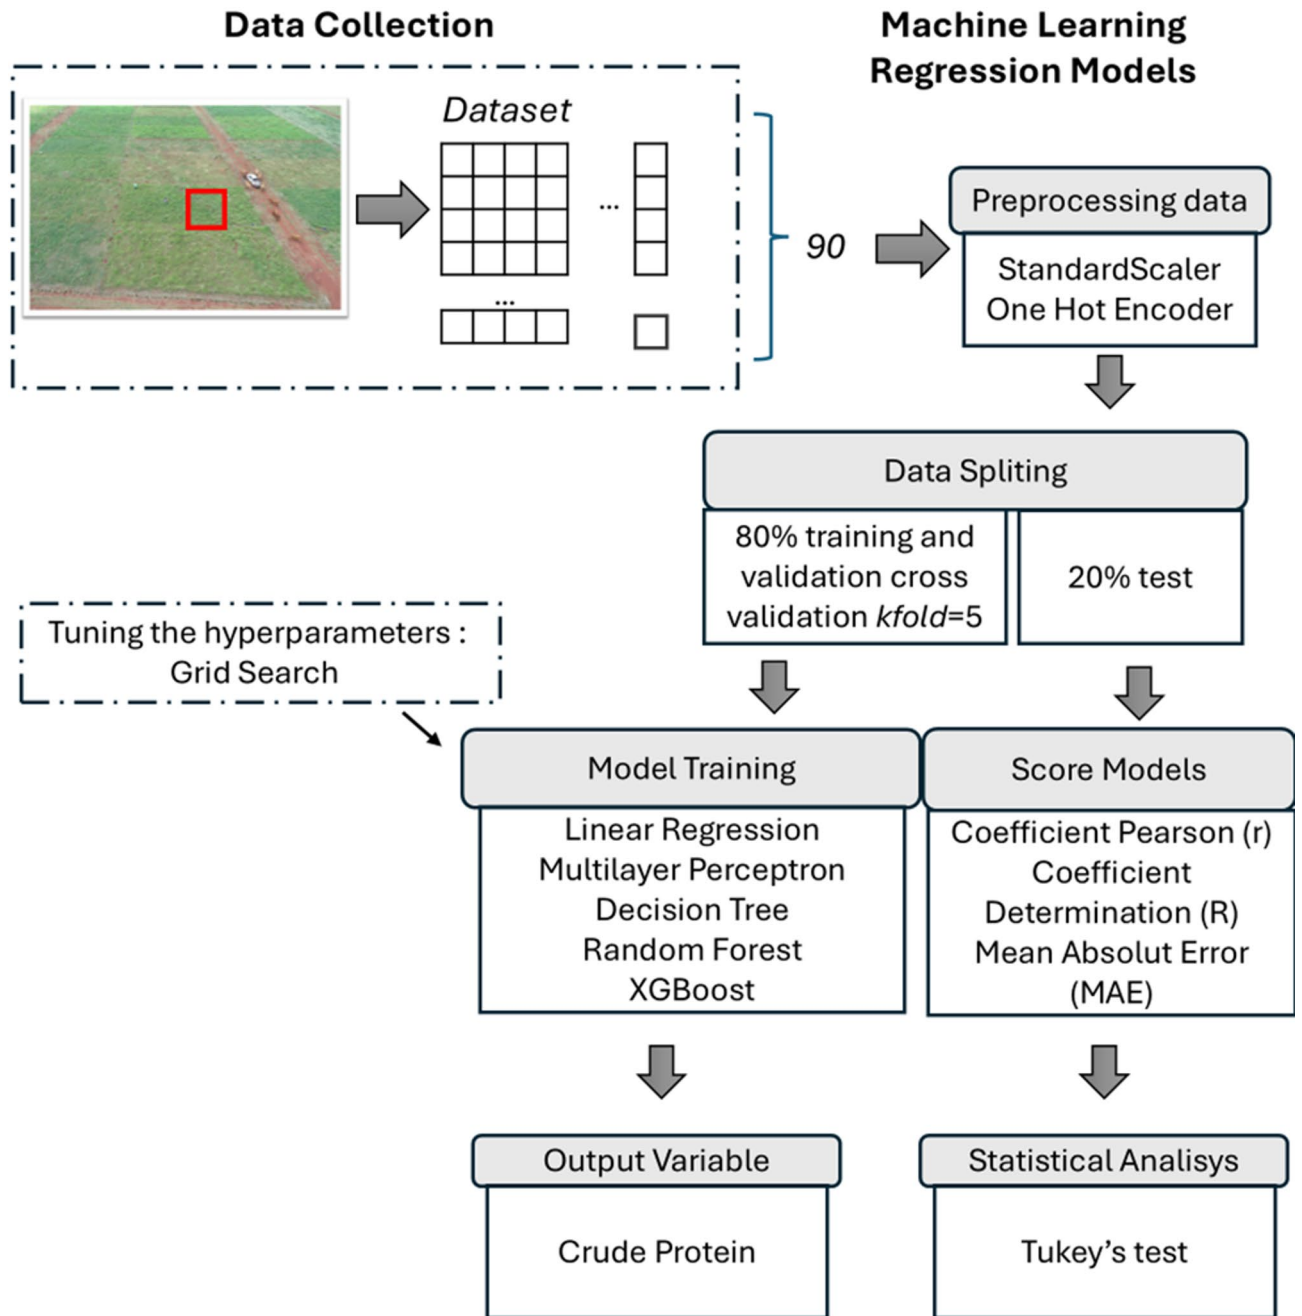 Data Collection
Machine Learning
Regression Models
Dataset
...
...
90
Preprocessing data
StandardScaler
One Hot Encoder
Data Spliting
80% training and
validation cross
validation kfold=5
20% test
Tuning the hyperparameters :
Grid Search
Model Training
Linear Regression
Multilayer Perceptron
Decision Tree
Random Forest
XGBoost
Score Models
Coefficient Pearson (r)
Coefficient
Determination (R)
Mean Absolut Error
(MAE)
Output Variable
Crude Protein
Statistical Analisys
Tukey’s test